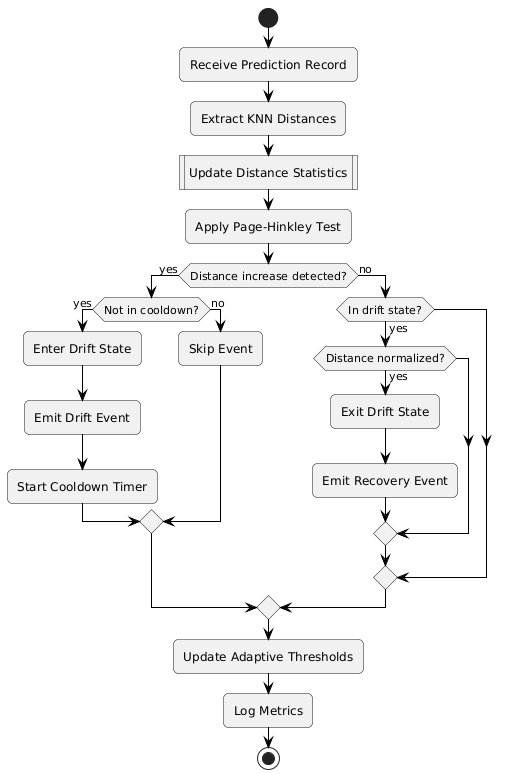 Receive Prediction Record
Extract KNN Distances
Update Distance Statistics
Apply Page-Hinkley Test
yes
Distance increase detected?
no
yes
Not in cooldown?
no
Enter Drift State
Emit Drift Event
Start Cooldown Timer
Skip Event
In drift state?
yes
Distance normalized?
yes
Exit Drift State
Emit Recovery Event
Update Adaptive Thresholds
Log Metrics